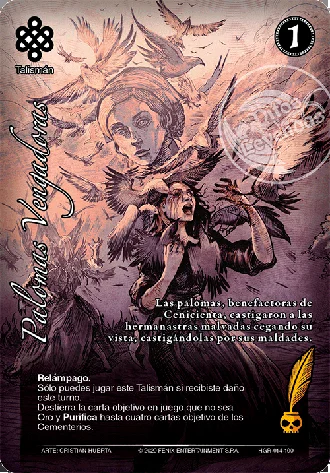 1
Talismán
Mitos y
Leyendas
Palomas Vengadoras
Las palomas, benefactoras de
Cenicienta, castigaron a las
hermanastras malvadas cegando su
vista, castigándolas por sus maldades.
Relámpago.
Sólo puedes jugar este Talismán si recibiste daño
este turno.
Destierra la carta objetivo en juego que no sea
Oro y Purifica hasta cuatro cartas objetivo de los
Cementerios.
ARTE: CRISTIAN HUERTA
FENIX ENTERTAINMENT S.P.A.